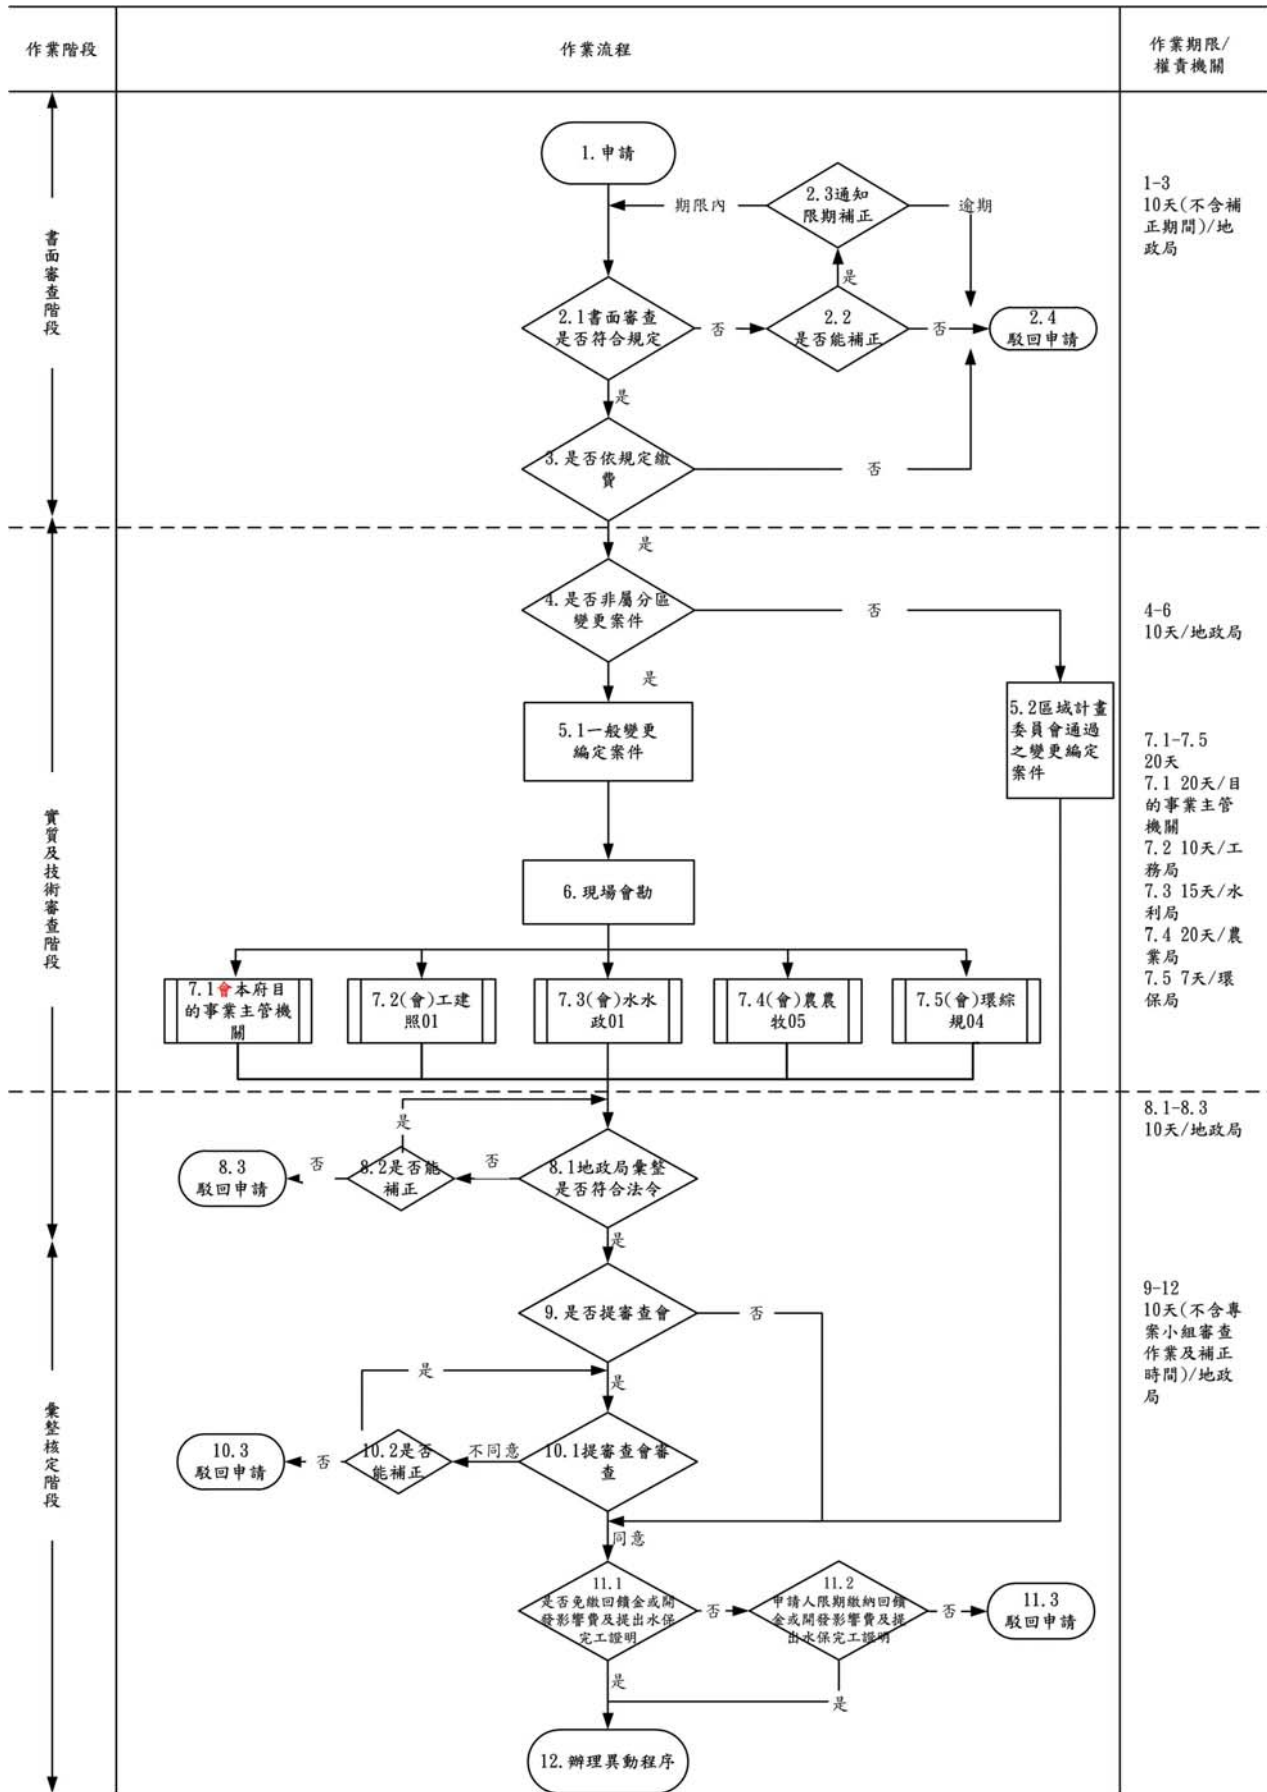 作業階段
作業流程
作業期限/
權責機關
書面審查階段
1.申請
2.3通知
限期補正
期限內
逾期
是
2.1書面審查
是否符合規定
否
2.2
是否能補正
否
2.4
駁回申請
是
3.是否依規定繳
費
否
1-3
10天(不含補
正期間)/地
政局
實質及技術審查階段
是
4.是否非屬分區
變更案件
否
是
5.1一般變更
編定案件
5.2區域計畫
委員會通過
之變更編定
案件
6.現場會勘
7.1會本府目
的事業主管機
關
7.2(會)工建
照01
7.3(會)水水
政01
7.4(會)農農
牧05
7.5(會)環綜
規04
4-6
10天/地政局
7.1-7.5
20天
7.1 20天/目
的事業主管
機關
7.2 10天/工
務局
7.3 15天/水
利局
7.4 20天/農
業局
7.5 7天/環
保局
是
8.3
駁回申請
否
8.2是否能
補正
否
8.1地政局彙整
是否符合法令
是
8.1-8.3
10天/地政局
彙整核定階段
9.是否提審查會
否
是
是
10.3
駁回申請
否
10.2是否
能補正
不同意
10.1提審查會審
查
同意
11.1
是否免繳回饋金或開
發影響費及提出水保
完工證明
否
11.2
申請人限期繳納回饋
金或開發影響費及提
出水保完工證明
否
11.3
駁回申請
是
是
12.辦理異動程序
9-12
10天(不含專
案小組審查
作業及補正
時間)/地政
局